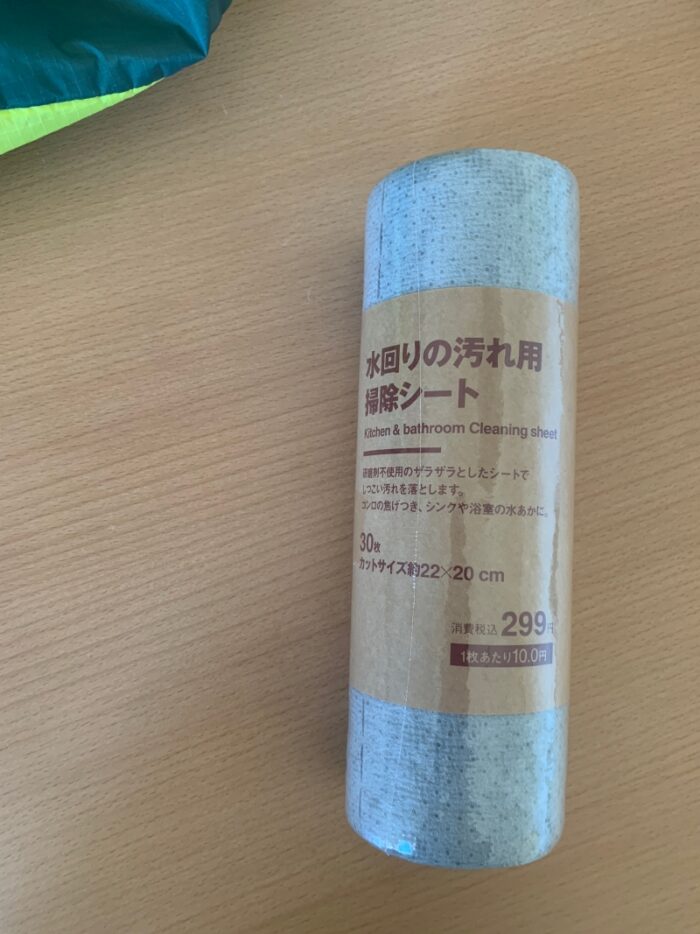 水回りの汚れ用
掃除シート
Kitchen & bathroom Cleaning sheet
研磨剤不使用のザラザラとしたシートで
しつこい汚れを落とします。
コンロの焦げつき、シンクや浴室の水あかに。
30枚
カットサイズ約22×20 cm
消費税込 299円
1枚あたり10.0円